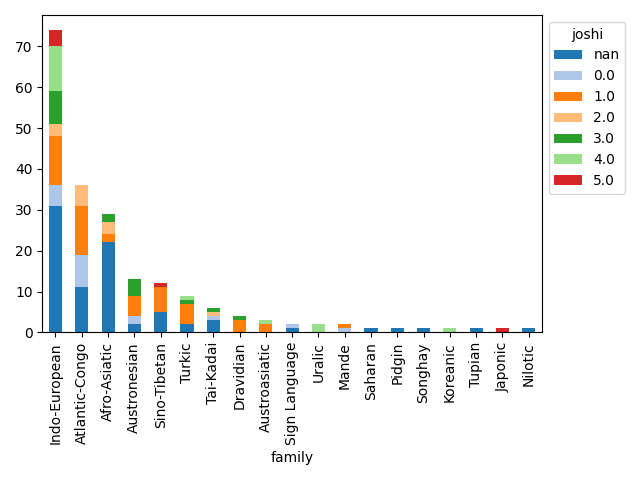 joshi
nan
0.0
1.0
2.0
3.0
4.0
5.0
70
60
50
40
30
20
10
0
Indo-European
Atlantic-Congo
Afro-Asiatic
Austronesian
Sino-Tibetan
Turkic
Tai-Kadai
Dravidian
Austroasiatic
Sign Language
Uralic
Mande
Saharan
Pidgin
Songhay
Koreanic
Tupian
Japonic
Nilotic
family